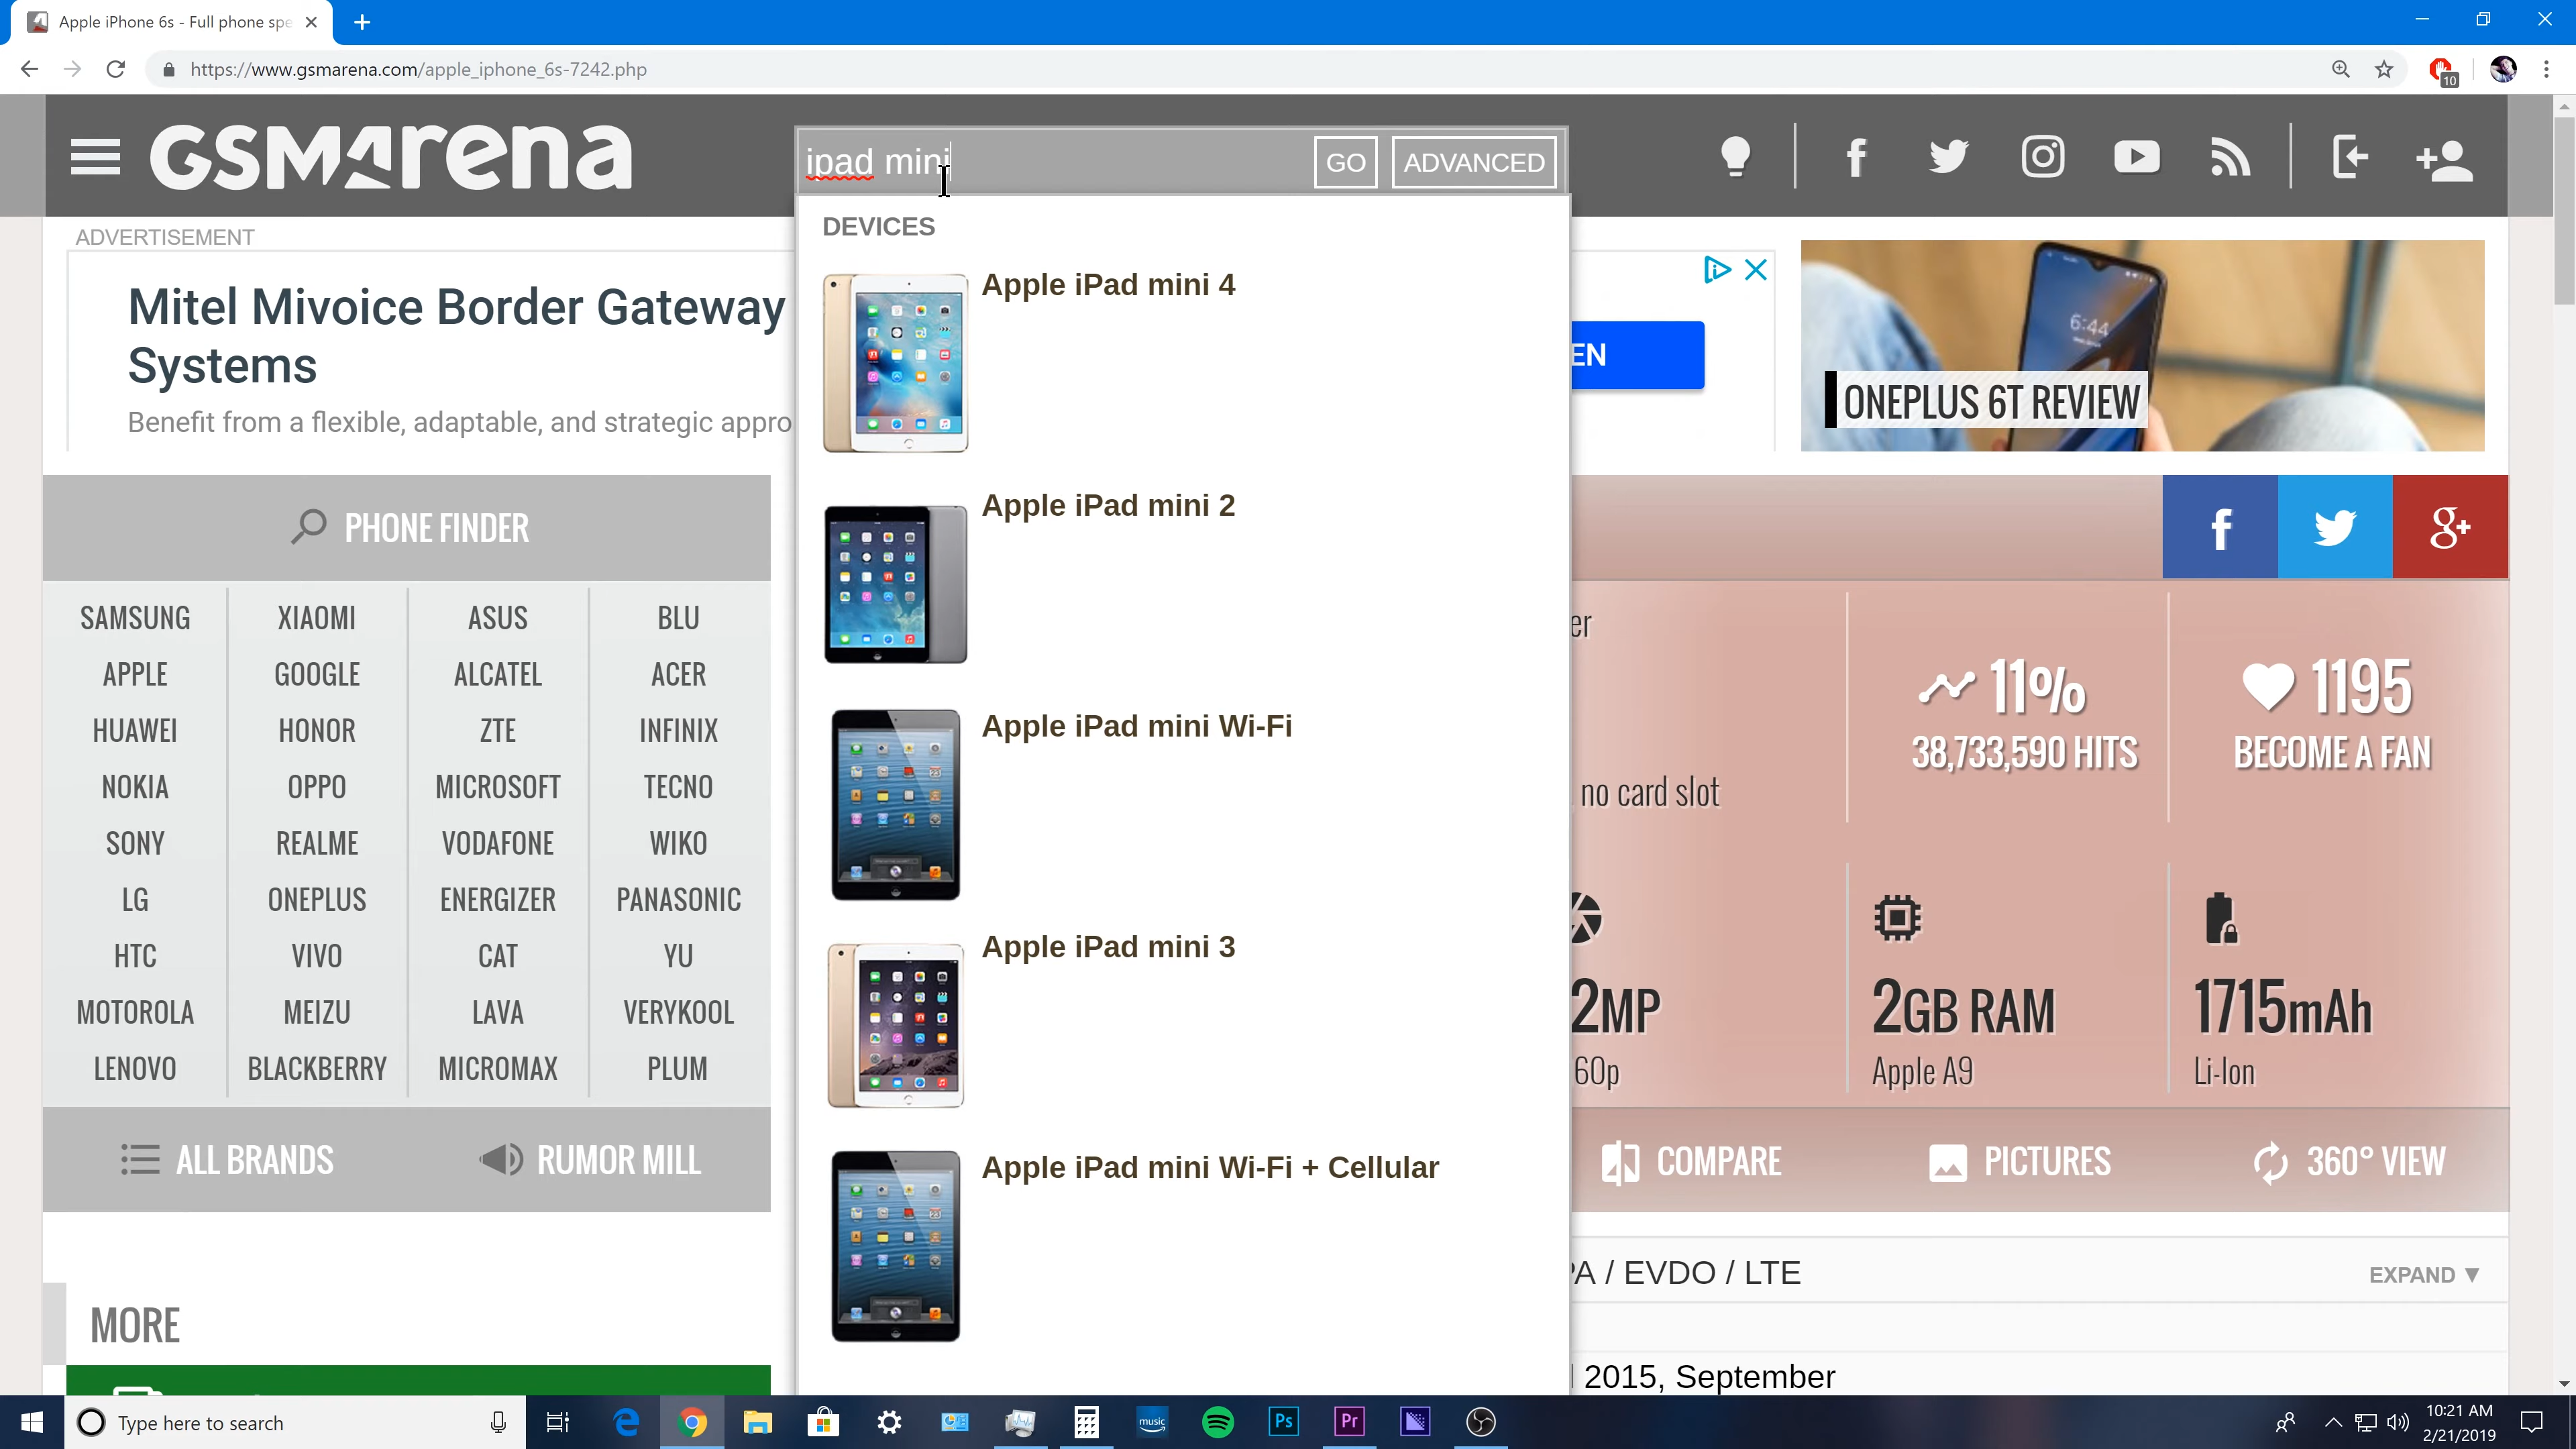 Apple iPhone 6s - Full phone spe
https://www.gsmarena.com/apple_iphone_6s-7242.php
10
GSMArena
ipad mini
GO
ADVANCED
DEVICES
ADVERTISEMENT
Mitel Mivoice Border Gateway
Systems
Benefit from a flexible, adaptable, and strategic appro
EN
6:44
ONEPLUS 6T REVIEW
Apple iPad mini 4
Apple iPad mini 2
Apple iPad mini Wi-Fi
Apple iPad mini 3
Apple iPad mini Wi-Fi + Cellular
PHONE FINDER
SAMSUNG XIAOMI ASUS BLU
APPLE GOOGLE ALCATEL ACER
HUAWEI HONOR ZTE INFINIX
NOKIA OPPO MICROSOFT TECNO
SONY REALME VODAFONE WIKO
LG ONEPLUS ENERGIZER PANASONIC
HTC VIVO CAT YU
MOTOROLA MEIZU LAVA VERYKOOL
LENOVO BLACKBERRY MICROMAX PLUM
ALL BRANDS RUMOR MILL
MORE
f g+
er
no card slot
11%
38,733,590 HITS
1195
BECOME A FAN
2MP
60p
2GB RAM
Apple A9
1715mAh
Li-Ion
COMPARE PICTURES 360° VIEW
PA / EVDO / LTE
EXPAND ▼
2015, September
Type here to search
music
Ps
Pr
10:21 AM
2/21/2019